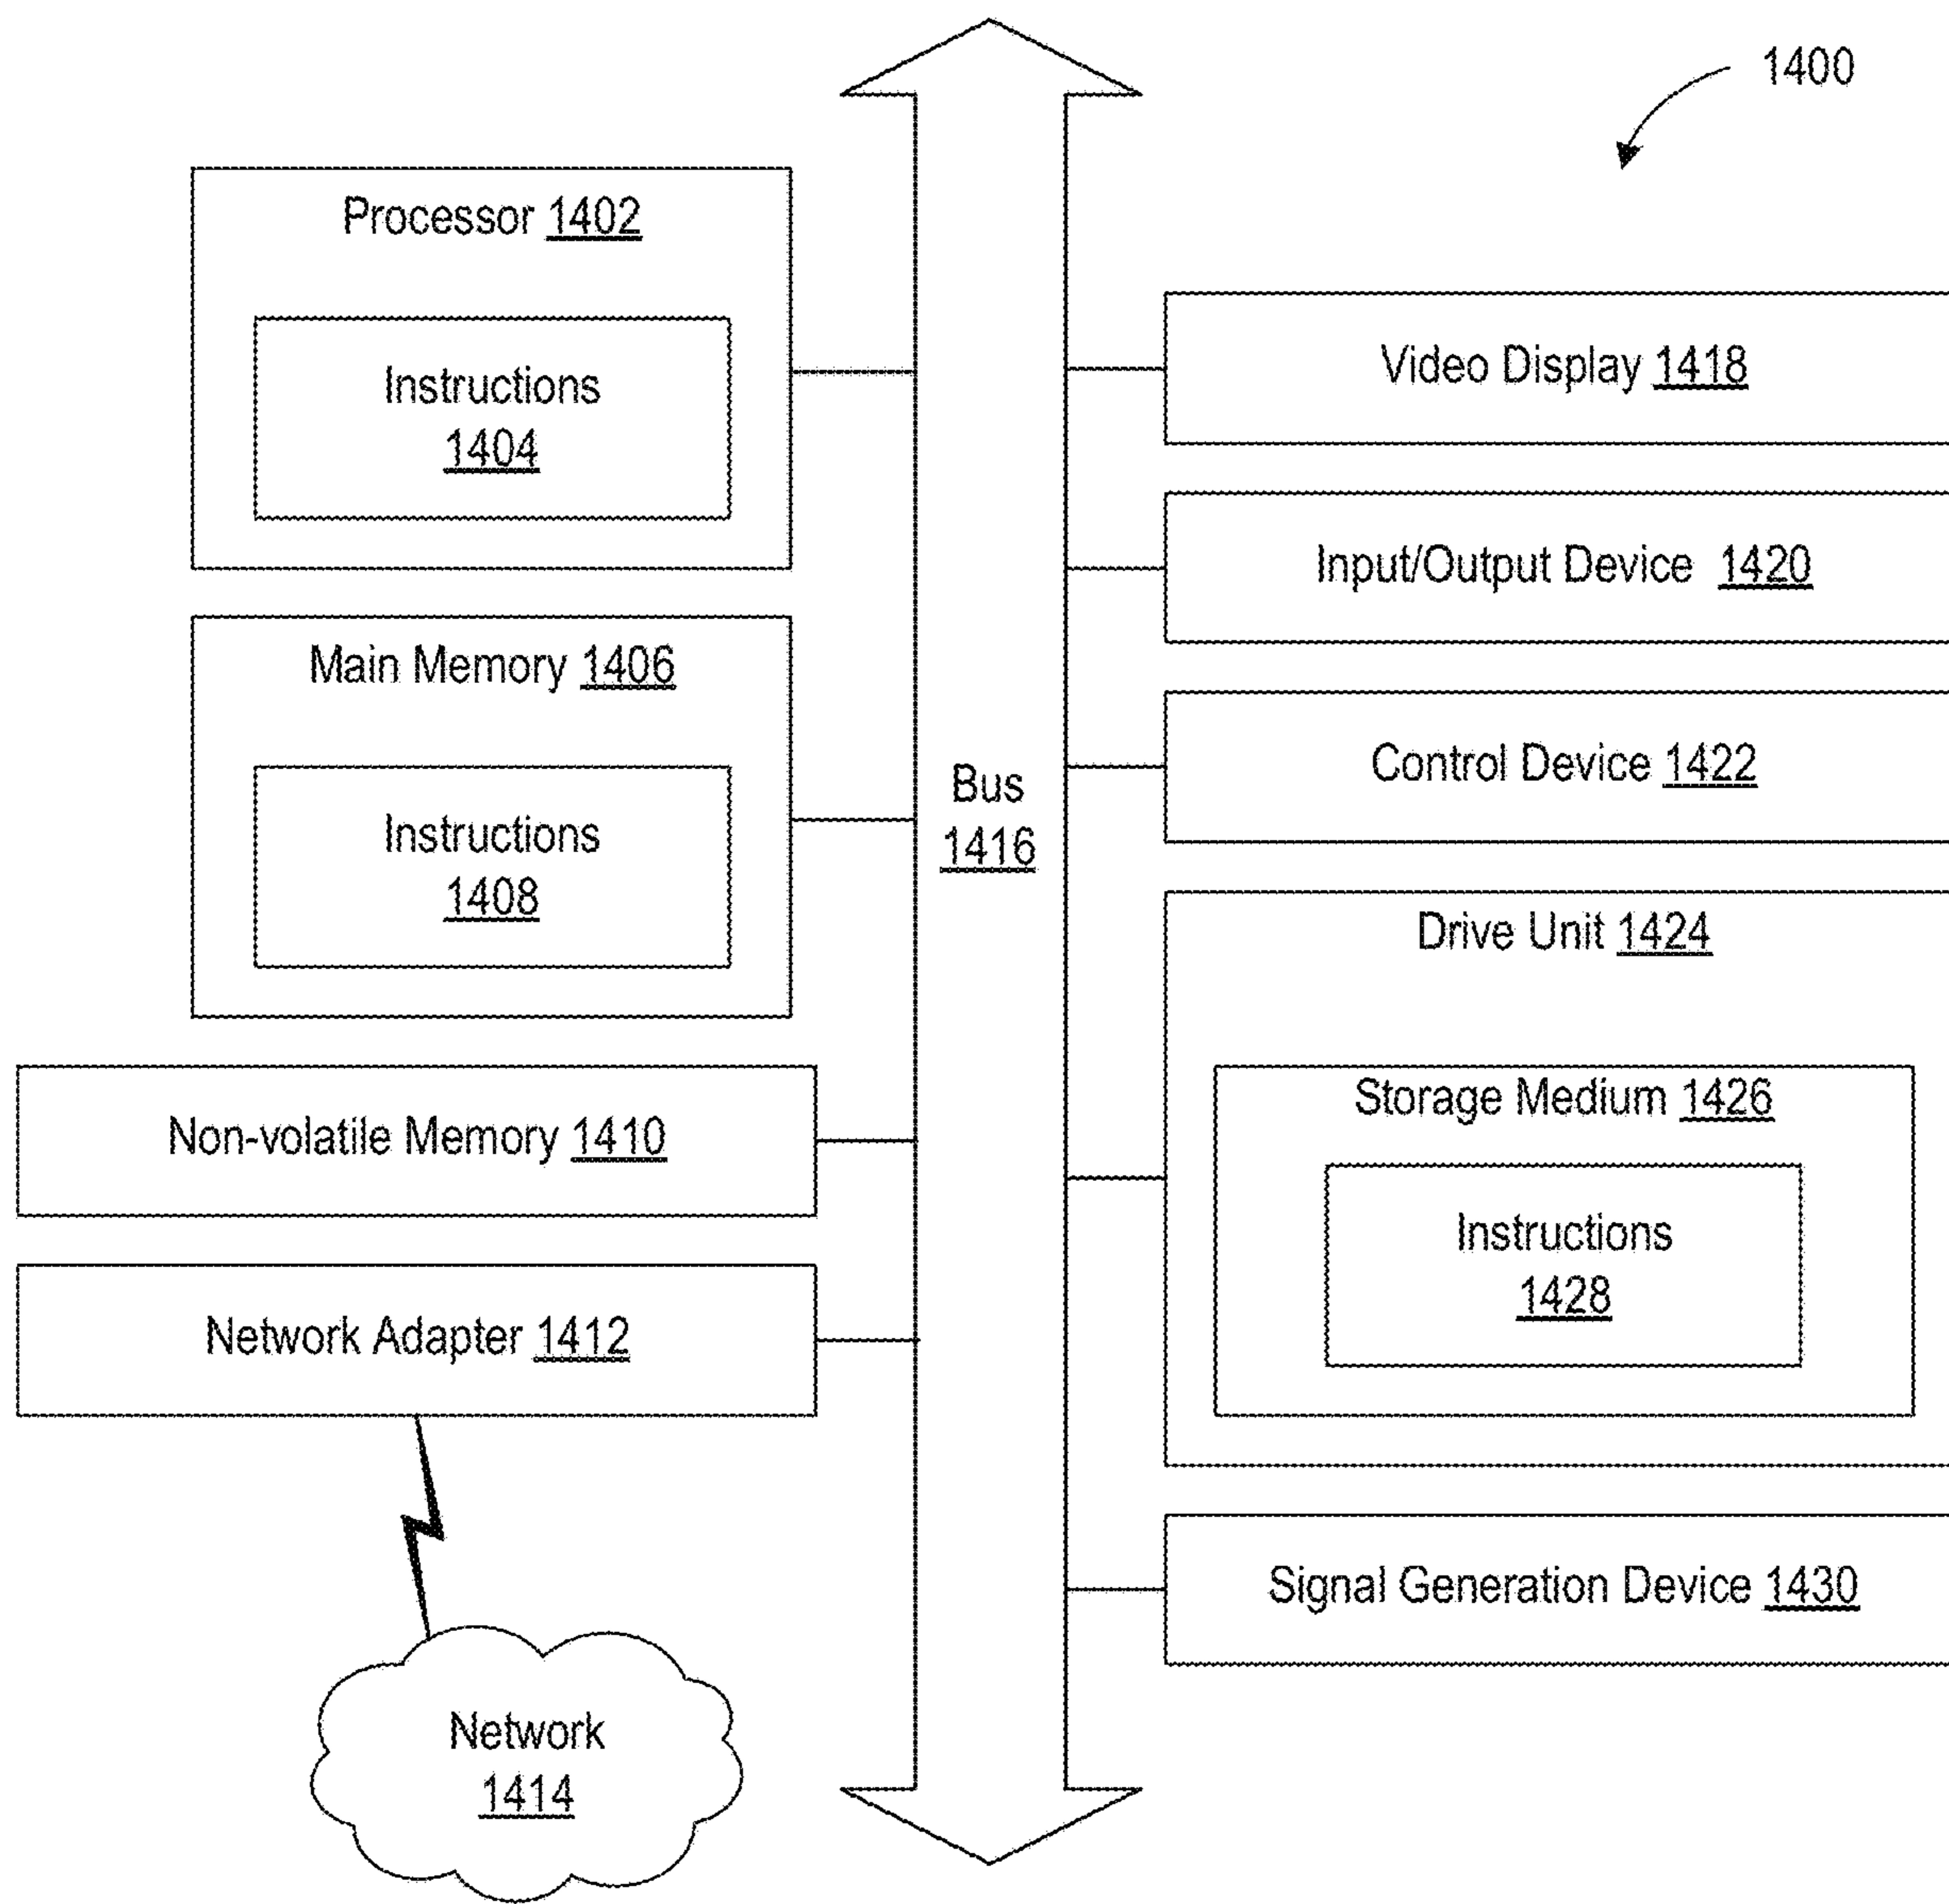 1400
Processor 1402
Instructions
1404
Main Memory 1406
Instructions
1408
Non-volatile Memory 1410
Network Adapter 1412
Network
1414
Bus
1416
Video Display 1418
Input/Output Device 1420
Control Device 1422
Drive Unit 1424
Storage Medium 1426
Instructions
1428
Signal Generation Device 1430